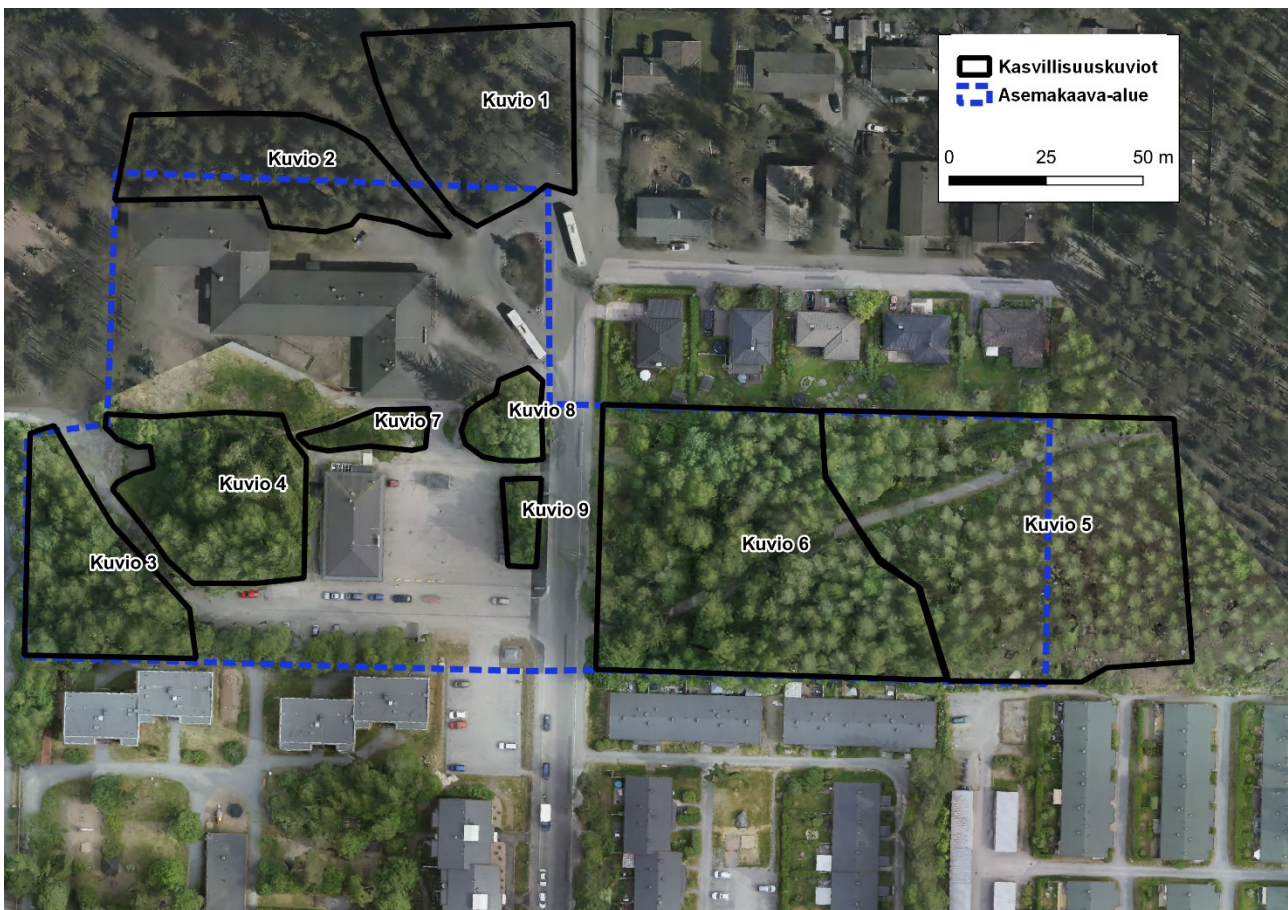 Kasvillisuuskuviot
Asemakaava-alue
0 25 50 m
Kuvio 1
Kuvio 2
Kuvio 7
Kuvio 8
Kuvio 4
Kuvio 9
Kuvio 3
Kuvio 6
Kuvio 5